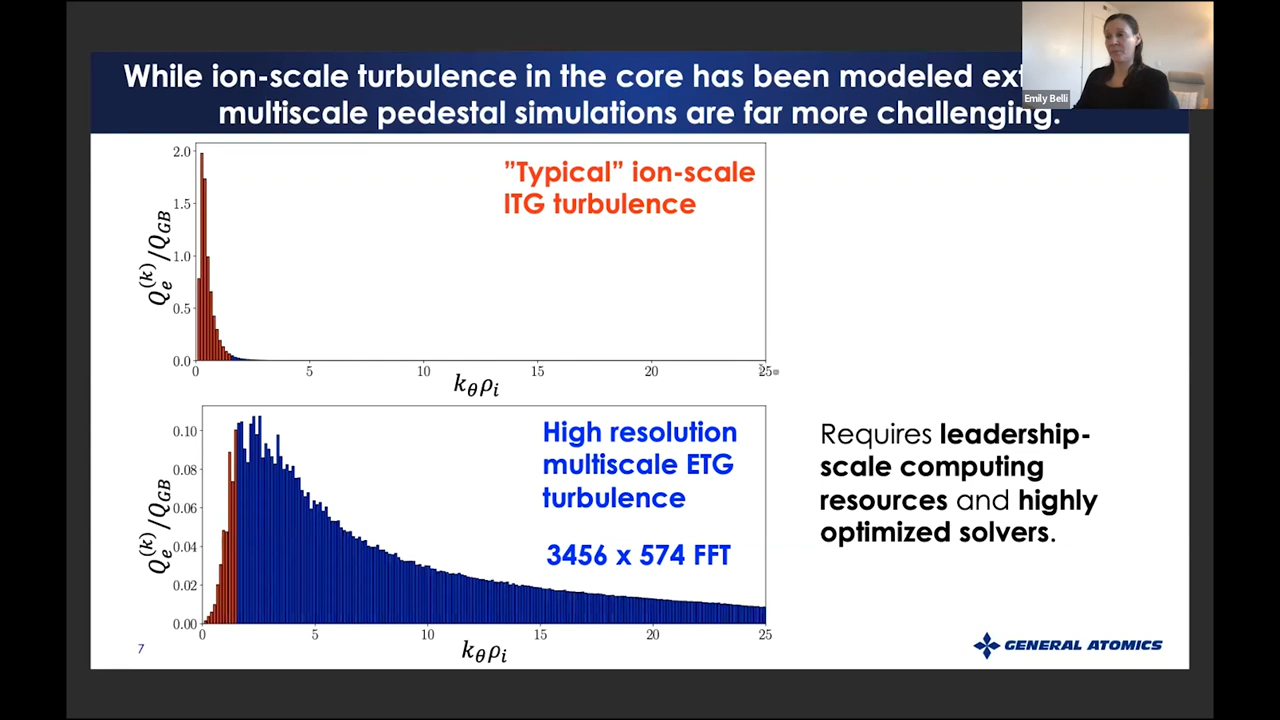 Emily Belli
While ion-scale turbulence in the core has been modeled ext
multiscale pedestal simulations are far more challenging.
"Typical" ion-scale
ITG turbulence
2.0
1.5
1.0
0.5
0.0
Q_e^(k)/Q_GB
0 5 10 15 20 25
k_θρ_i
High resolution
multiscale ETG
turbulence
3456 x 574 FFT
0.10
0.08
0.06
0.04
0.02
0.00
Q_e^(k)/Q_GB
0 5 10 15 20 25
k_θρ_i
Requires leadership-
scale computing
resources and highly
optimized solvers.
7
GENERAL ATOMICS